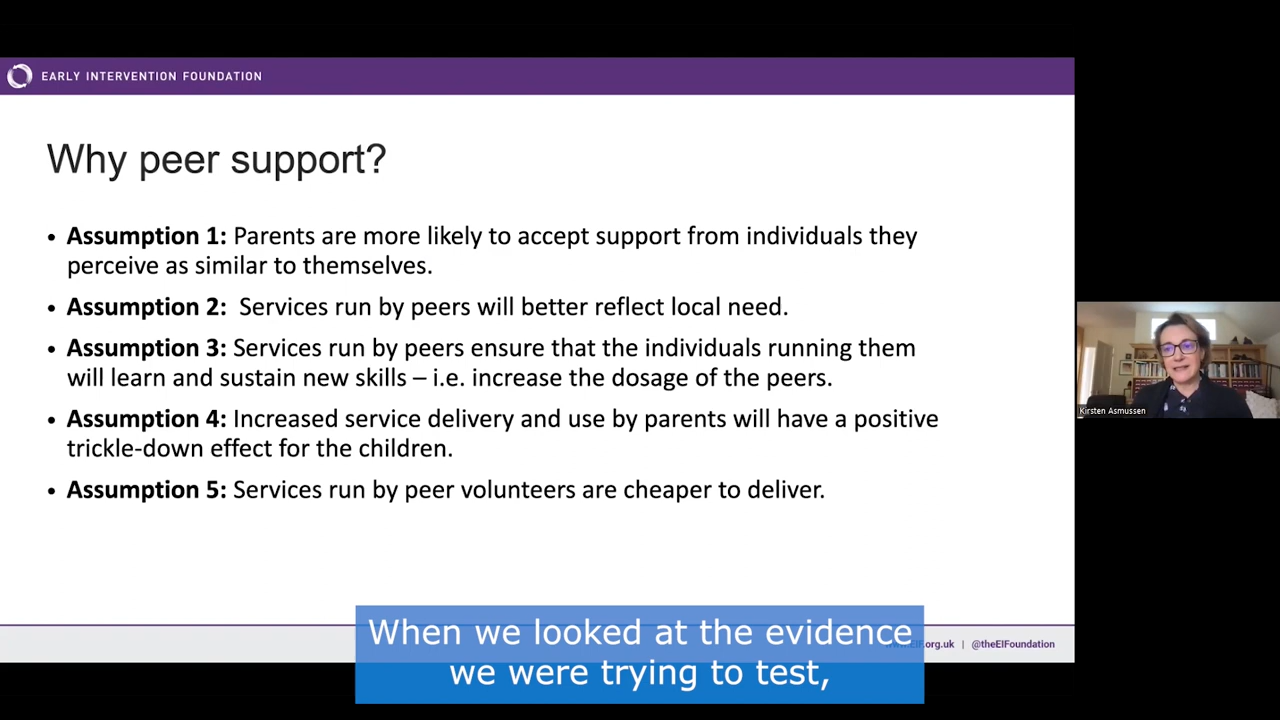 EARLY INTERVENTION FOUNDATION
Why peer support?
• Assumption 1: Parents are more likely to accept support from individuals they
perceive as similar to themselves.
• Assumption 2: Services run by peers will better reflect local need.
• Assumption 3: Services run by peers ensure that the individuals running them
will learn and sustain new skills – i.e. increase the dosage of the peers.
• Assumption 4: Increased service delivery and use by parents will have a positive
trickle-down effect for the children.
• Assumption 5: Services run by peer volunteers are cheaper to deliver.
Kirsten Asmussen
When we looked at the evidence
we were trying to test,
www.EIF.org.uk | @theEIFoundation